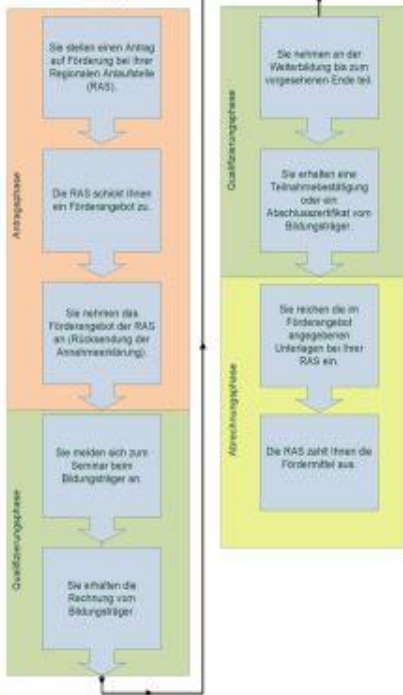 Antragsphase
Sie stellen einen Antrag
auf Förderung bei Ihrer
Regionalen Anlaufstelle
(RAS).
Die RAS schickt Ihnen
ein Förderangebot zu.
Sie nehmen das
Förderangebot der RAS
an (Rücksendung der
Annahmeerklärung).
Qualifizierungsphase
Sie melden sich zum
Seminar beim
Bildungsträger an.
Sie erhalten die
Rechnung vom
Bildungsträger
Qualifizierungsphase
Sie nehmen an der
Weiterbildung bis zum
vorgesehenen Ende teil.
Sie erhalten eine
Teilnahmebestätigung
oder ein
Abschlusszertifikat vom
Bildungsträger.
Abrechnungsphase
Sie reichen die im
Förderangebot
angegebenen
Unterlagen bei Ihrer
RAS ein.
Die RAS zahlt Ihnen die
Fördermittel aus.